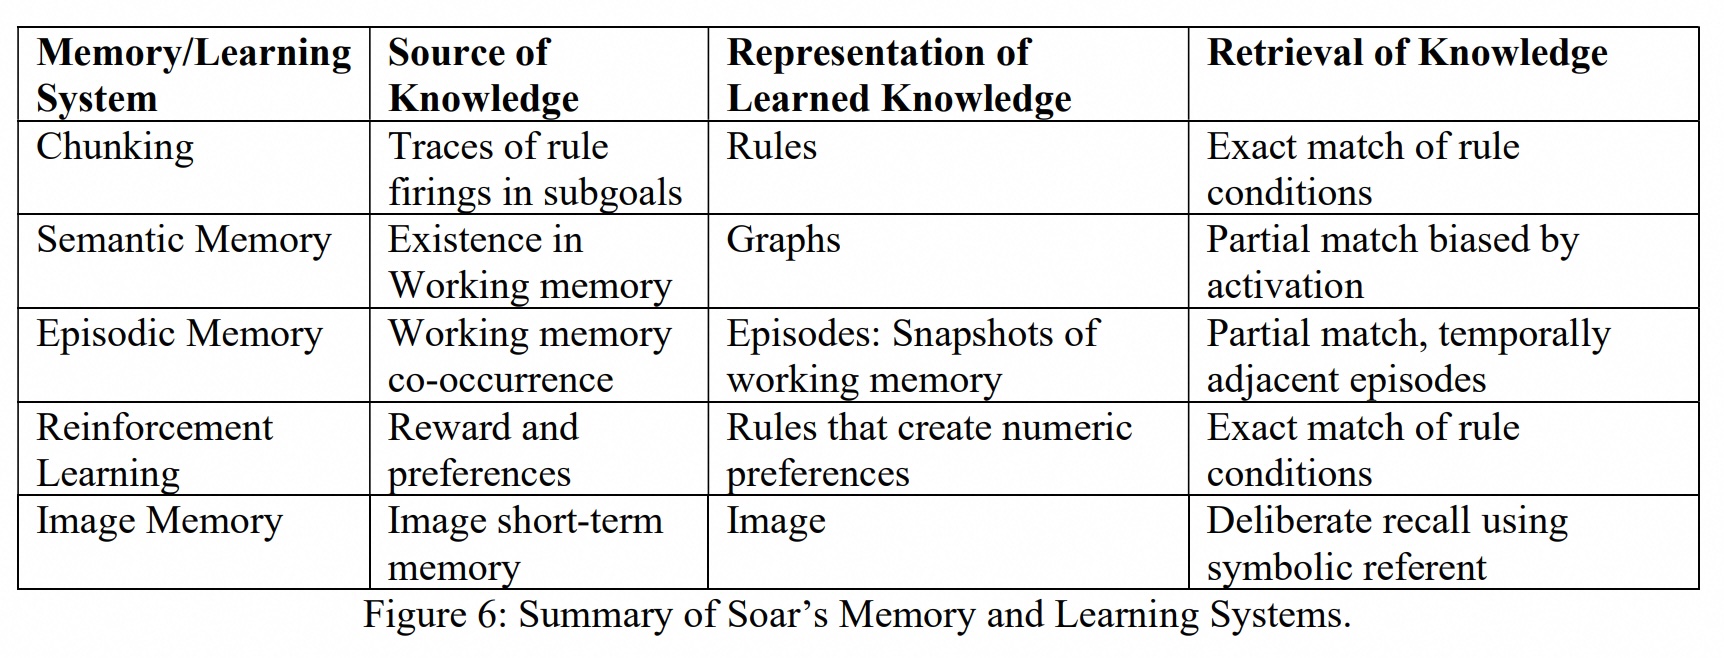 Memory/Learning System
Source of Knowledge
Representation of Learned Knowledge
Retrieval of Knowledge
Chunking
Traces of rule
firings in subgoals
Rules
Exact match of rule
conditions
Semantic Memory
Existence in
Working memory
Graphs
Partial match biased by
activation
Episodic Memory
Working memory
co-occurrence
Episodes: Snapshots of
working memory
Partial match, temporally
adjacent episodes
Reinforcement
Learning
Reward and
preferences
Rules that create numeric
preferences
Exact match of rule
conditions
Image Memory
Image short-term
memory
Image
Deliberate recall using
symbolic referent
Figure 6: Summary of Soar’s Memory and Learning Systems.